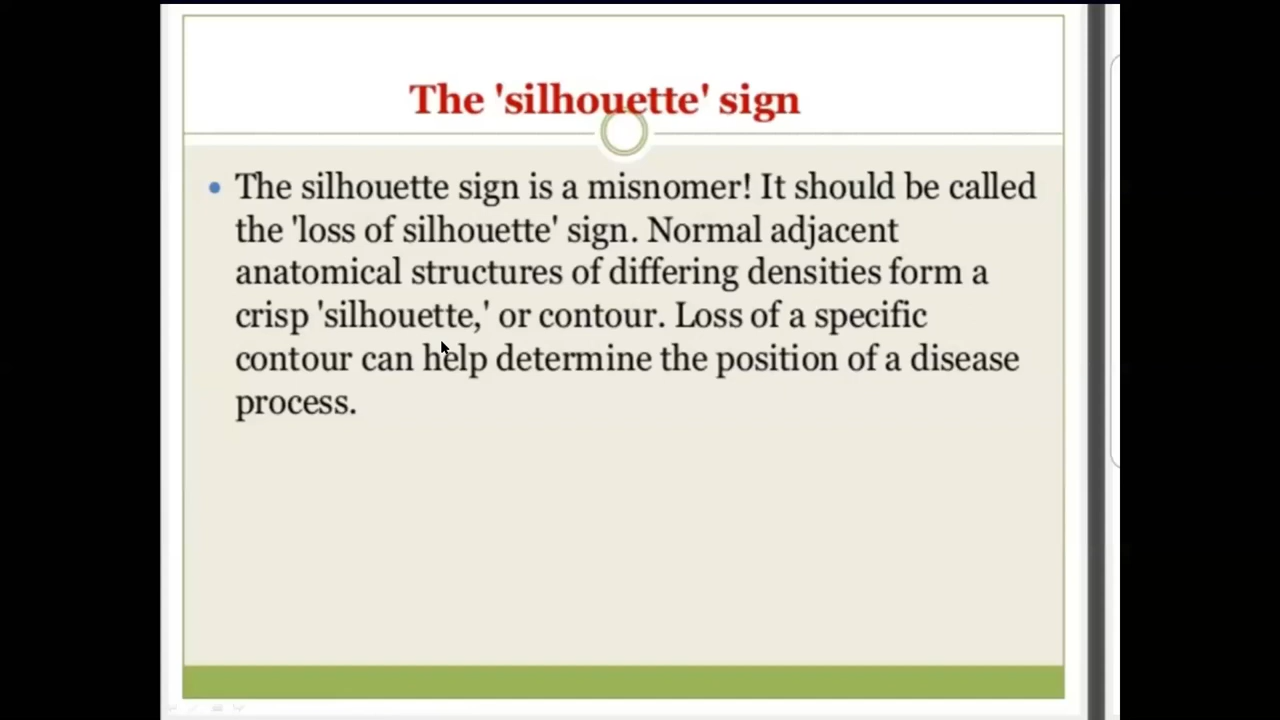 The 'silhouette' sign
• The silhouette sign is a misnomer! It should be called
the 'loss of silhouette' sign. Normal adjacent
anatomical structures of differing densities form a
crisp 'silhouette,' or contour. Loss of a specific
contour can help determine the position of a disease
process.